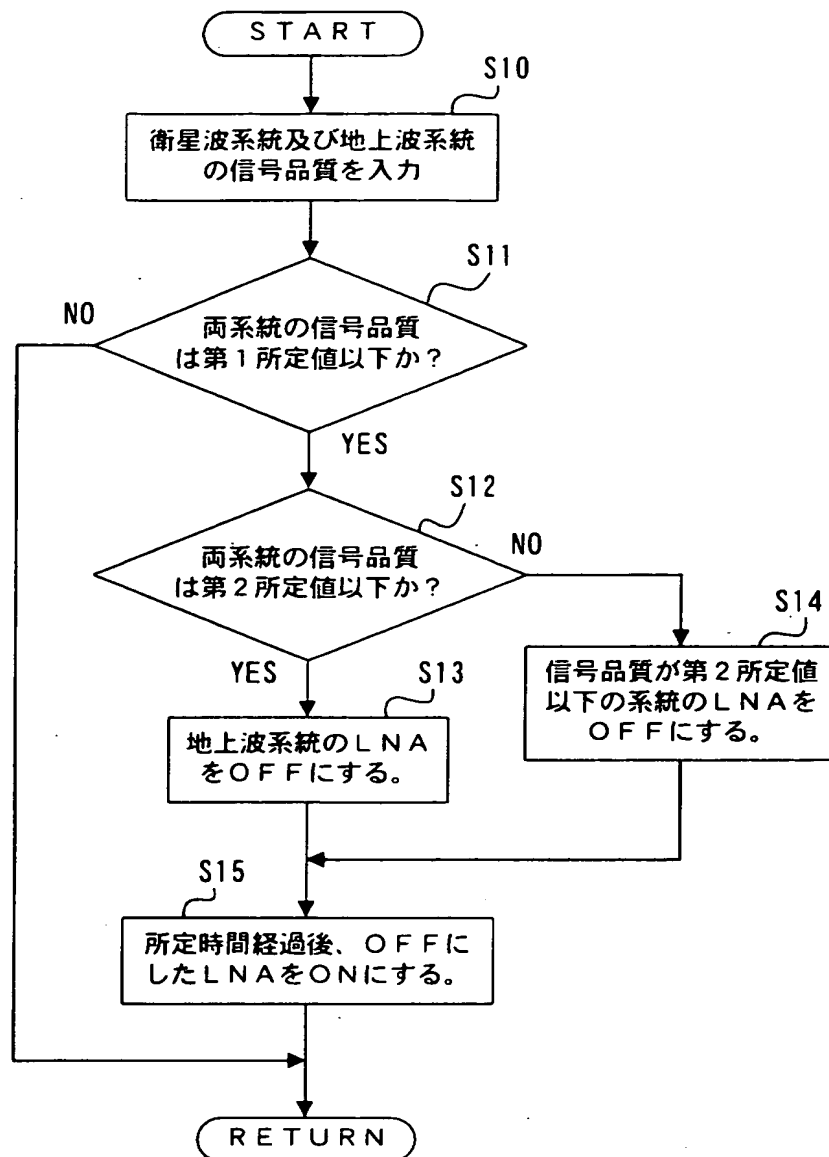 START
S10
衛星波系統及び地上波系統
の信号品質を入力
S11
NO
両系統の信号品質
は第1所定値以下か?
YES
S12
両系統の信号品質
は第2所定値以下か?
NO
YES
S13
地上波系統のLNA
をOFFにする。
S14
信号品質が第2所定値
以下の系統のLNAを
OFFにする。
S15
所定時間経過後、OFFに
したLNAをONにする。
RETURN